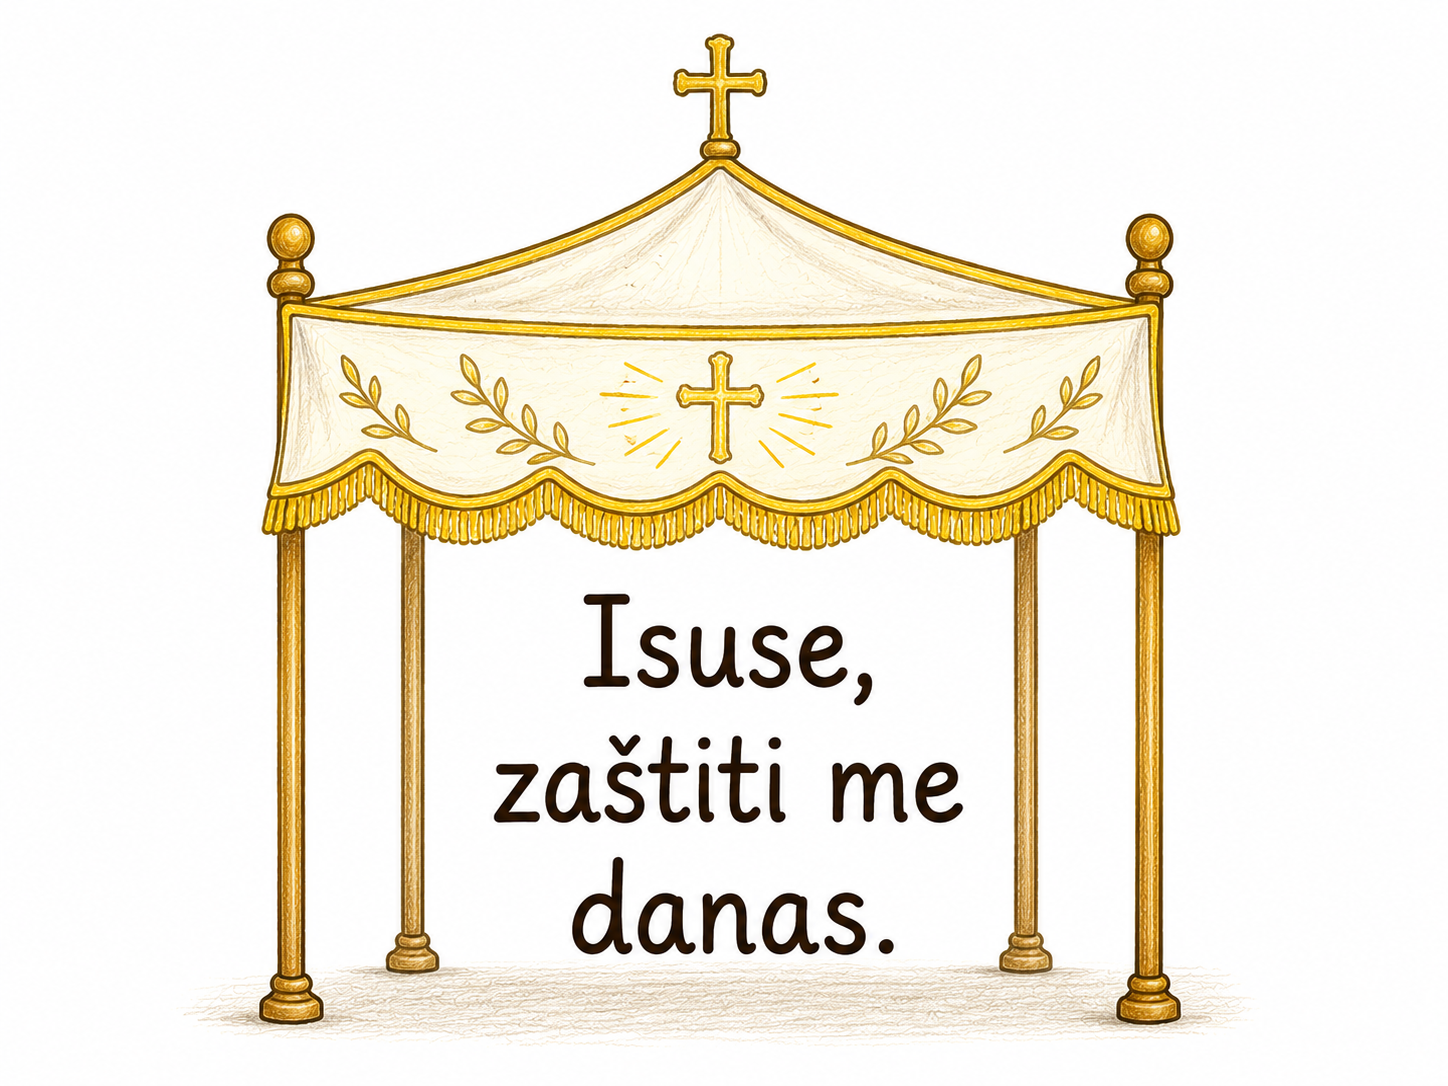 Isuse,
zaštiti me
danas.